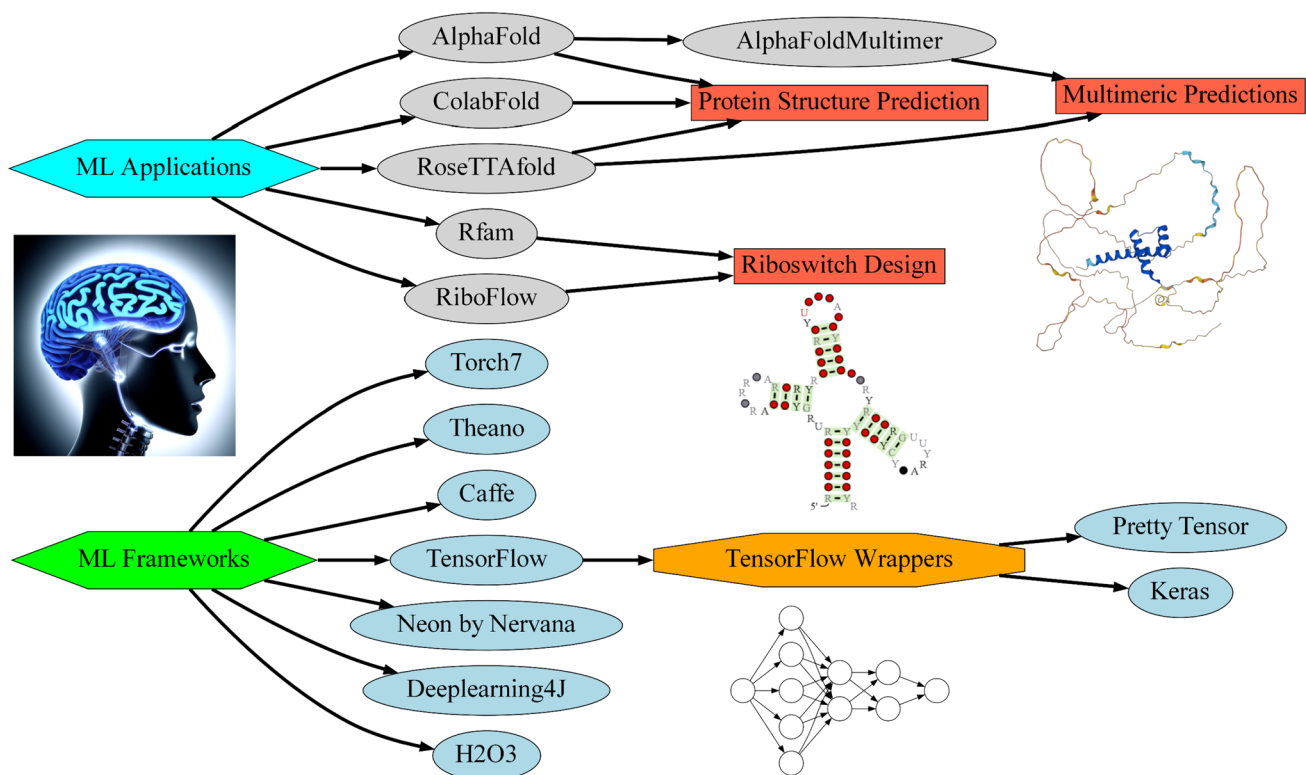 AlphaFold
AlphaFoldMultimer
ColabFold
Protein Structure Prediction
Multimeric Predictions
ML Applications
RoseTTAfold
Rfam
Riboswitch Design
RiboFlow
Torch7
Theano
Caffe
ML Frameworks
TensorFlow
TensorFlow Wrappers
Pretty Tensor
Keras
Neon by Nervana
Deeplearning4J
H2O3
5'